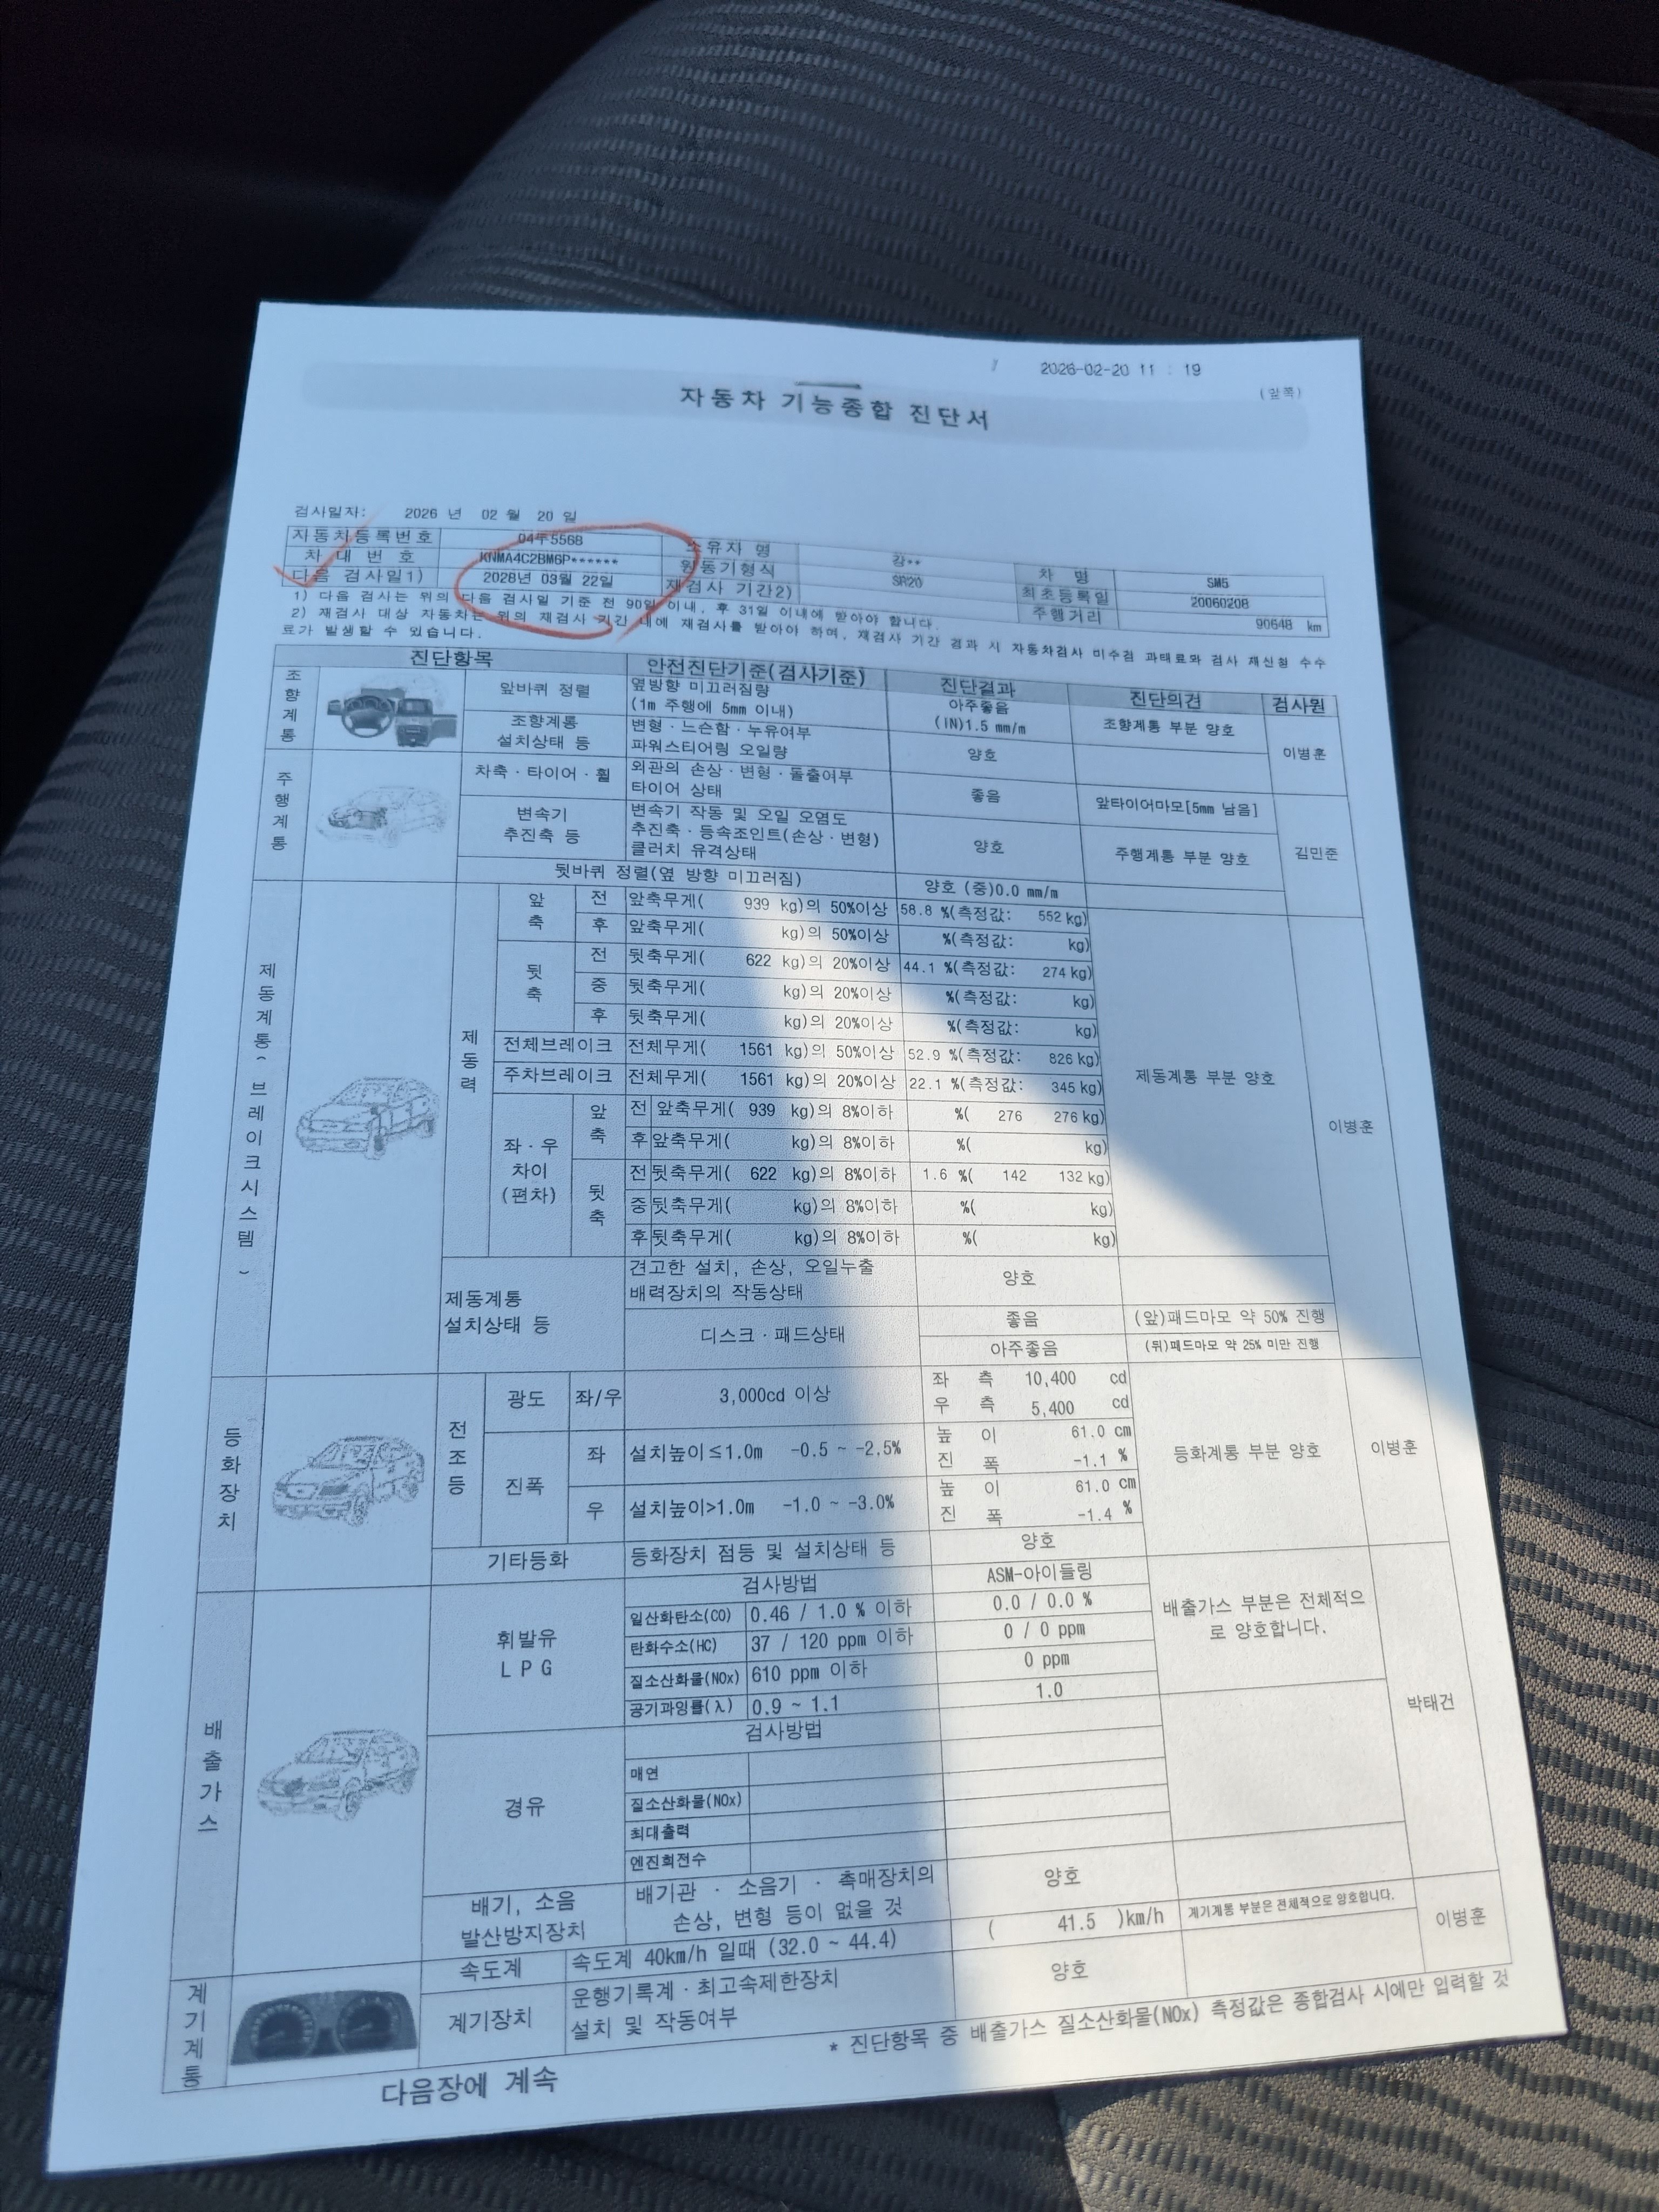 2026-02-20 11 : 19
(앞쪽)
자동차 기능종합 진단서
검사일자: 2026 년 02 월 20 일
자동차등록번호 소유자 명 강** 차 명 SM5
차 대 번 호 KNMA4C2BM6P****** 원동기형식 SR20 최초등록일 20060208
다음 검사일1) 2028년 03월 22일 재검사 기간2) 주행거리 90648 km
1) 다음 검사는 위의 다음 검사일 기준 전 90일 이내, 후 31일 이내에 받아야 합니다.
2) 재검사 대상 자동차는 위의 재검사 기간 내에 재검사를 받아야 하며, 재검사 기간 경과 시 자동차검사 미수검 과태료와 검사 재신청 수수
료가 발생할 수 있습니다.
진단항목 안전진단기준(검사기준) 진단결과 진단의견 검사원
조향계통
앞바퀴 정렬 옆방향 미끄러짐량 아주좋음 조향계통 부분 양호
(1m 주행에 5mm 이내) (IN)1.5 mm/m
조향계통 변형·느슨함·누유여부 양호 이병훈
설치상태 등 파워스티어링 오일량
주행계통
차축·타이어·휠 외관의 손상·변형·돌출여부 좋음 앞타이어마모[5mm 남음]
타이어 상태
변속기 변속기 작동 및 오일 오염도 양호 주행계통 부분 양호 김민준
추진축 등 추진축·등속조인트(손상·변형)
클러치 유격상태
뒷바퀴 정렬(옆 방향 미끄러짐) 양호 (중)0.0 mm/m
제동계통(브레이크시스템)
제동력
앞축 전 앞축무게( 939 kg)의 50%이상 58.8 %(측정값: 552 kg)
후 앞축무게( kg)의 50%이상 %(측정값: kg)
뒷축 전 뒷축무게( 622 kg)의 20%이상 44.1 %(측정값: 274 kg)
중 뒷축무게( kg)의 20%이상 %(측정값: kg)
후 뒷축무게( kg)의 20%이상 %(측정값: kg)
전체브레이크 전체무게( 1561 kg)의 50%이상 52.9 %(측정값: 826 kg)
주차브레이크 전체무게( 1561 kg)의 20%이상 22.1 %(측정값: 345 kg) 제동계통 부분 양호
좌·우 차이 (편차)
앞축 전 앞축무게( 939 kg)의 8%이하 %( 276 276 kg)
후 앞축무게( kg)의 8%이하 %( kg) 이병훈
뒷축 전 뒷축무게( 622 kg)의 8%이하 1.6 %( 142 132 kg)
중 뒷축무게( kg)의 8%이하 %( kg)
후 뒷축무게( kg)의 8%이하 %( kg)
제동계통 견고한 설치, 손상, 오일누출 양호
설치상태 등 배력장치의 작동상태
디스크·패드상태 좋음 (앞)패드마모 약 50% 진행
아주좋음 (뒤)패드마모 약 25% 미만 진행
등화장치
전조등
광도 좌/우 3,000cd 이상 좌 측 10,400 cd
우 측 5,400 cd
진폭 좌 설치높이≤1.0m -0.5 ~ -2.5% 높 이 61.0 cm
진 폭 -1.1 % 등화계통 부분 양호 이병훈
우 설치높이>1.0m -1.0 ~ -3.0% 높 이 61.0 cm
진 폭 -1.4 %
기타등화 등화장치 점등 및 설치상태 등 양호
배출가스
휘발유
LPG
검사방법 ASM-아이들링
일산화탄소(CO) 0.46 / 1.0 % 이하 0.0 / 0.0 % 배출가스 부분은 전체적으
탄화수소(HC) 37 / 120 ppm 이하 0 / 0 ppm 로 양호합니다.
질소산화물(NOx) 610 ppm 이하 0 ppm
공기과잉률(λ) 0.9 ~ 1.1 1.0
경유
검사방법 박태건
매연
질소산화물(NOx)
최대출력
엔진회전수
배기, 소음 배기관 · 소음기 · 촉매장치의 양호
발산방지장치 손상, 변형 등이 없을 것
계기계통
속도계 속도계 40km/h 일때 (32.0 ~ 44.4) ( 41.5 )km/h 계기계통 부분은 전체적으로 양호합니다. 이병훈
계기장치 운행기록계·최고속제한장치 양호
설치 및 작동여부
* 진단항목 중 배출가스 질소산화물(NOx) 측정값은 종합검사 시에만 입력할 것
다음장에 계속